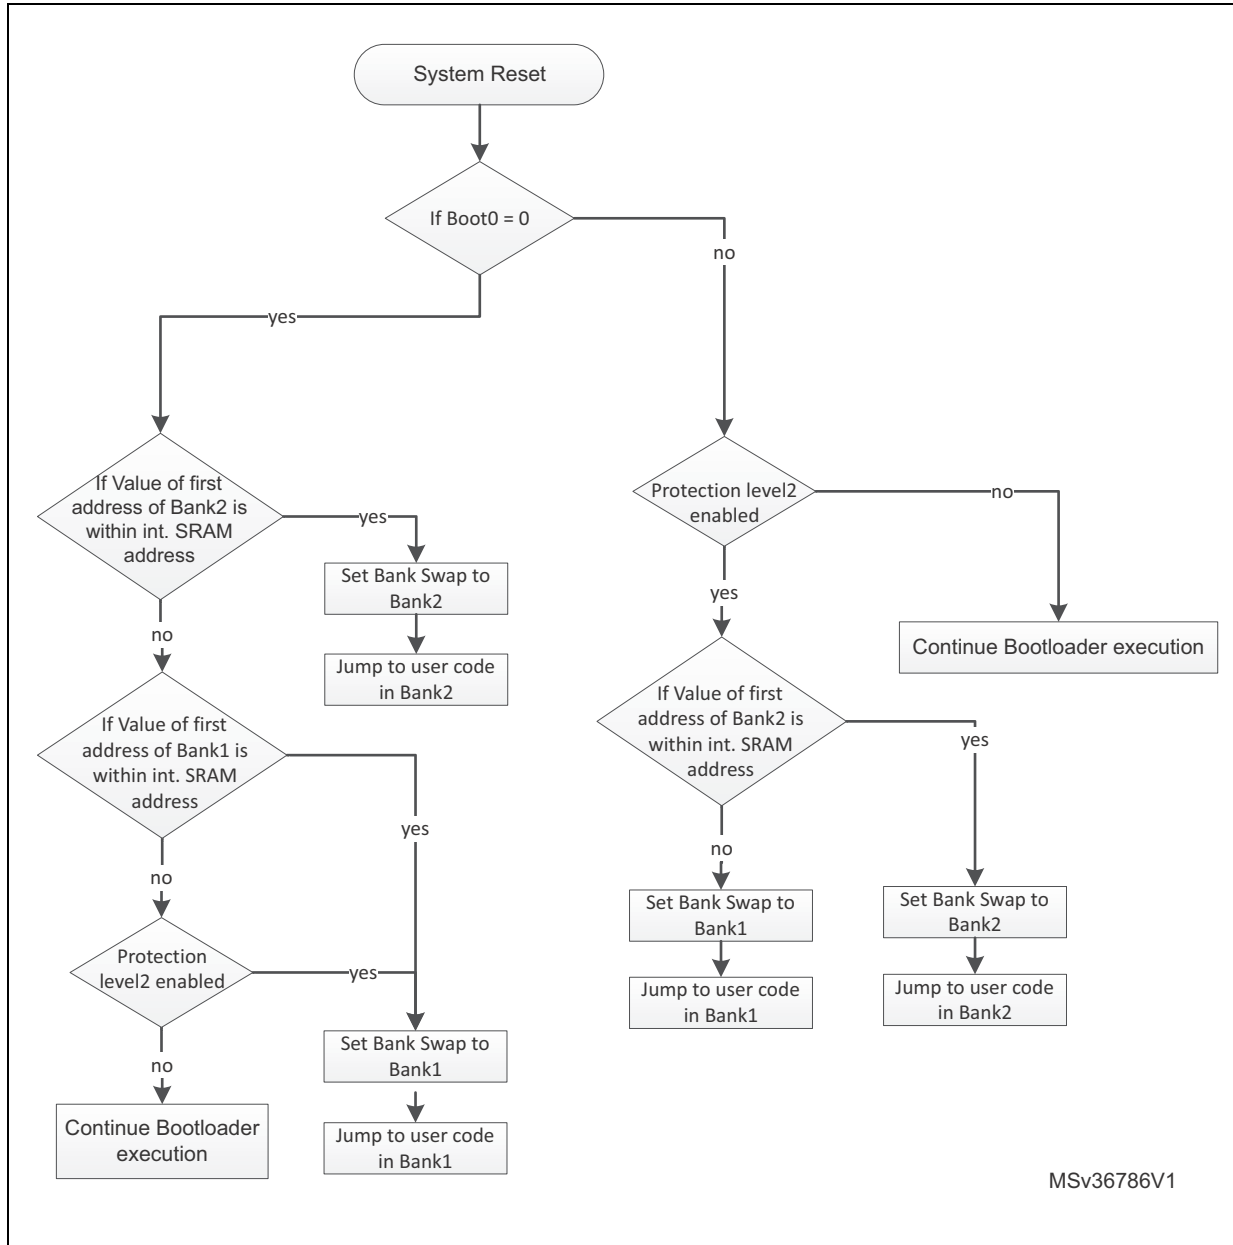 System Reset
If Boot0 = 0
no
yes
If Value of first
address of Bank2 is
within int. SRAM
address
yes
Set Bank Swap to
Bank2
Jump to user code
in Bank2
no
If Value of first
address of Bank1 is
within int. SRAM
address
yes
no
Protection
level2 enabled
yes
Set Bank Swap to
Bank1
Jump to user code
in Bank1
no
Continue Bootloader
execution
Protection level2
enabled
no
Continue Bootloader execution
yes
If Value of first
address of Bank2 is
within int. SRAM
address
yes
no
Set Bank Swap to
Bank1
Jump to user code
in Bank1
Set Bank Swap to
Bank2
Jump to user code
in Bank2
MSv36786V1